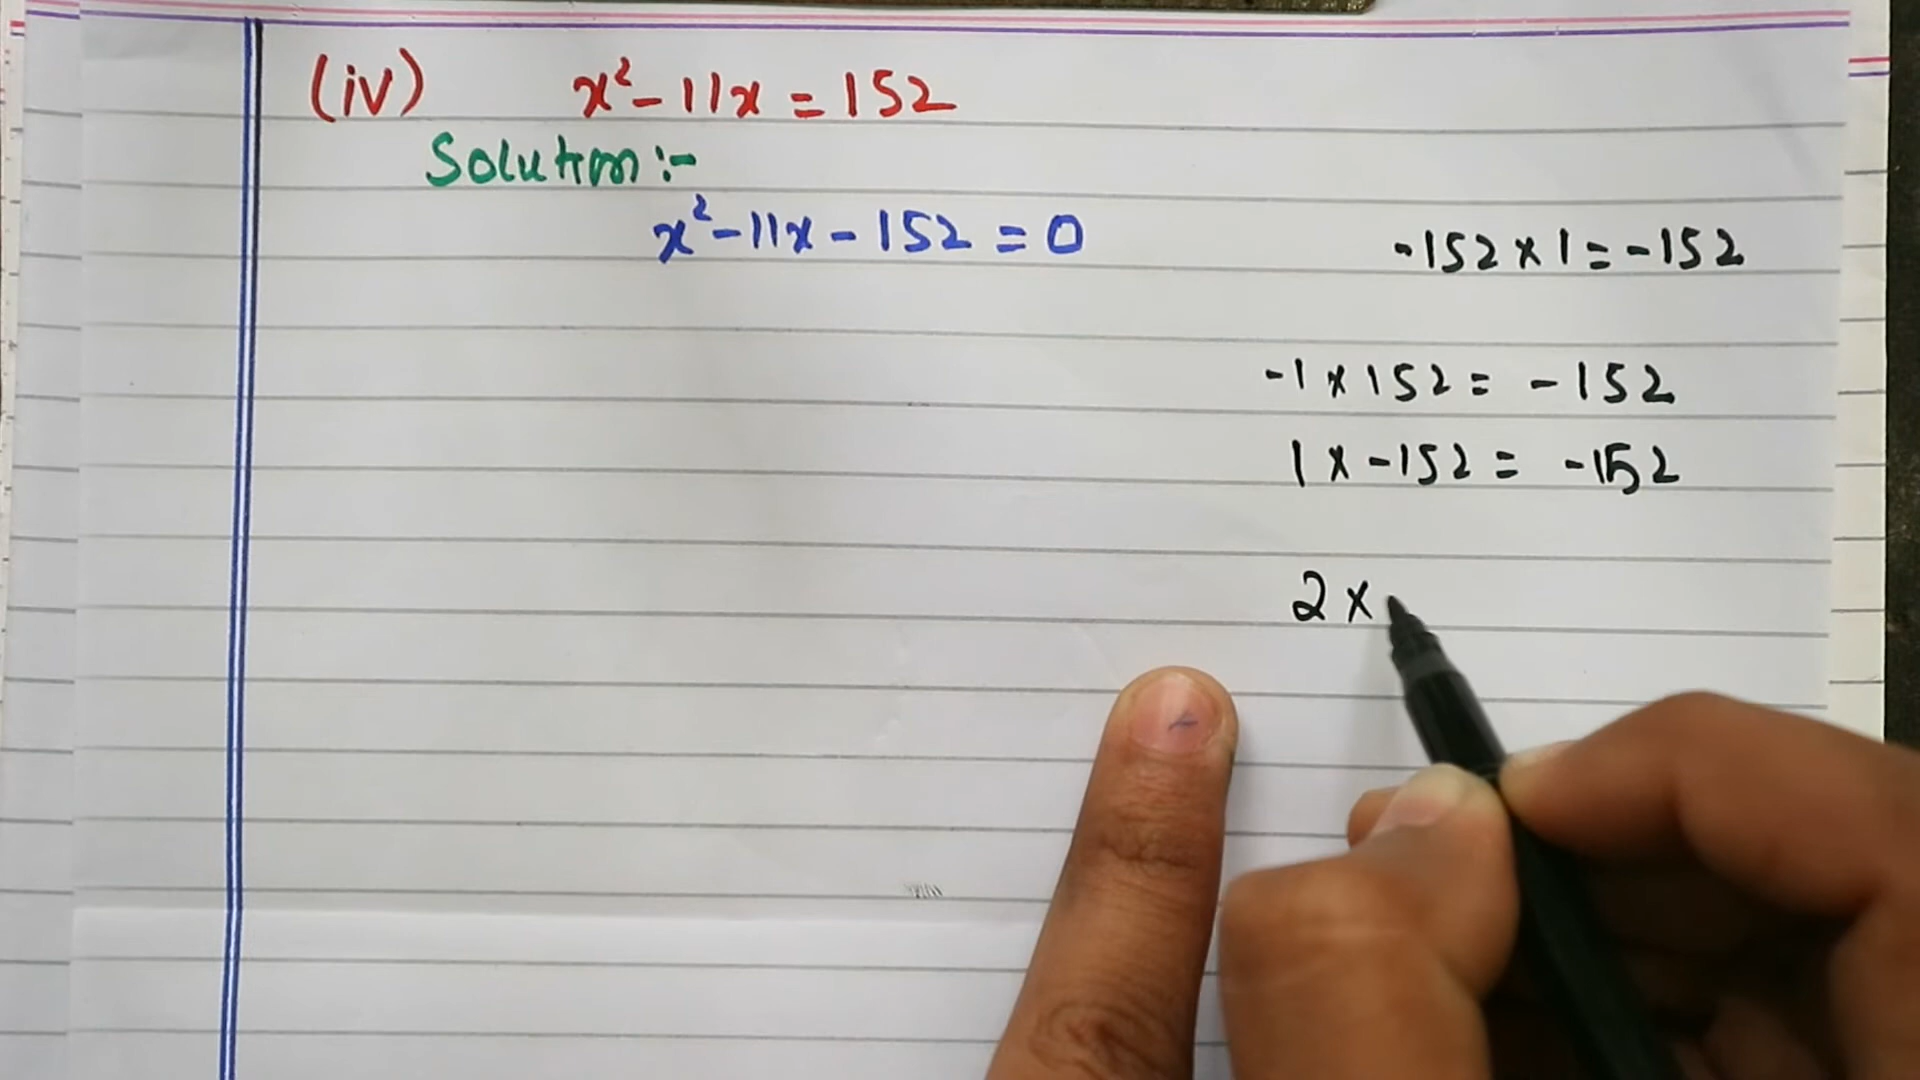 (iv) x² - 11x = 152
Solution :-
x² - 11x - 152 = 0
-152 x 1 = -152
-1 x 152 = -152
1 x -152 = -152
2 x